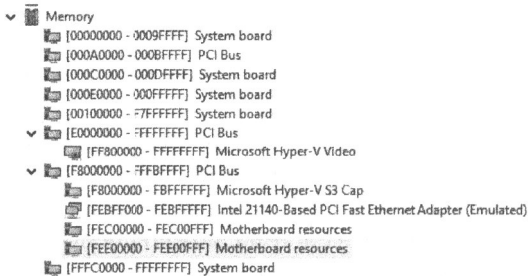 Memory
[00000000 - 0009FFFF] System board
[000A0000 - 000BFFFF] PCI Bus
[000C0000 - 000DFFFF] System board
[000E0000 - 000FFFFF] System board
[00100000 - F7FFFFFF] System board
[E0000000 - FFFFFFFF] PCI Bus
[FF800000 - FFFFFFFF] Microsoft Hyper-V Video
[F8000000 - FFFBFFFF] PCI Bus
[F8000000 - FBFFFFFF] Microsoft Hyper-V S3 Cap
[FEBFF000 - FEBFFFFF] Intel 21140-Based PCI Fast Ethernet Adapter (Emulated)
[FEC00000 - FEC00FFF] Motherboard resources
[FEE00000 - FEE00FFF] Motherboard resources
[FFFC0000 - FFFFFFFF] System board